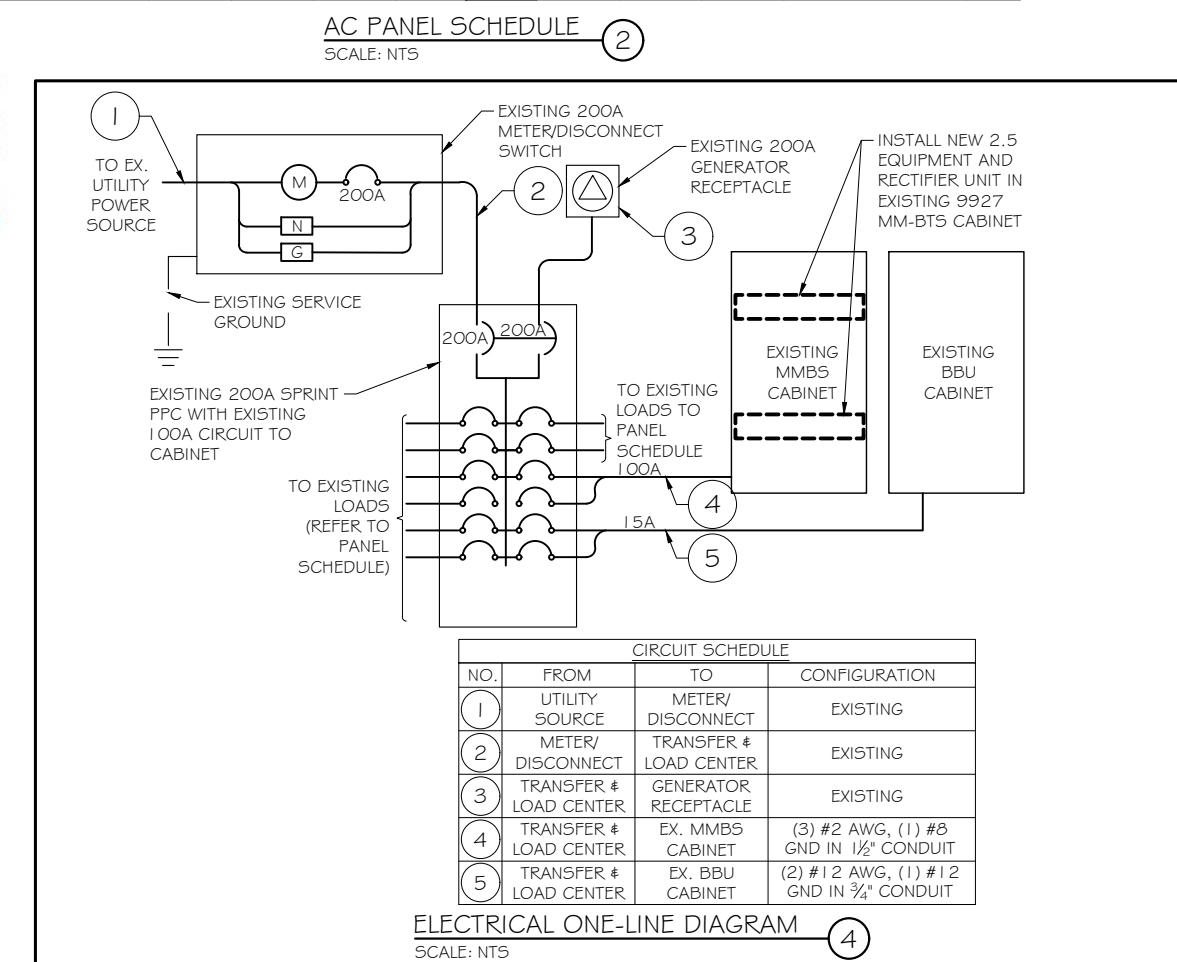 AC PANEL SCHEDULE
2
SCALE: NTS
1
TO EX.
UTILITY
POWER
SOURCE
M
200A
N
G
EXISTING 200A
METER/DISCONNECT
SWITCH
2
EXISTING 200A
GENERATOR
RECEPTACLE
3
INSTALL NEW 2.5
EQUIPMENT AND
RECTIFIER UNIT IN
EXISTING 9927
MM-BTS CABINET
EXISTING SERVICE
GROUND
200A
200A
EXISTING 200A SPRINT
PPC WITH EXISTING
100A CIRCUIT TO
CABINET
TO EXISTING
LOADS TO
PANEL
SCHEDULE
EXISTING
MMBS
CABINET
EXISTING
BBU
CABINET
TO EXISTING
LOADS
(REFER TO
PANEL
SCHEDULE)
100A
4
15A
5
CIRCUIT SCHEDULE
NO. FROM TO CONFIGURATION
1 UTILITY SOURCE METER/ DISCONNECT EXISTING
2 METER/ DISCONNECT TRANSFER & LOAD CENTER EXISTING
3 TRANSFER & LOAD CENTER GENERATOR RECEPTACLE EXISTING
4 TRANSFER & LOAD CENTER EX. MMBS CABINET (3) #2 AWG, (1) #8 GND IN 1½" CONDUIT
5 TRANSFER & LOAD CENTER EX. BBU CABINET (2) #12 AWG, (1) #12 GND IN ¾" CONDUIT
ELECTRICAL ONE-LINE DIAGRAM
4
SCALE: NTS